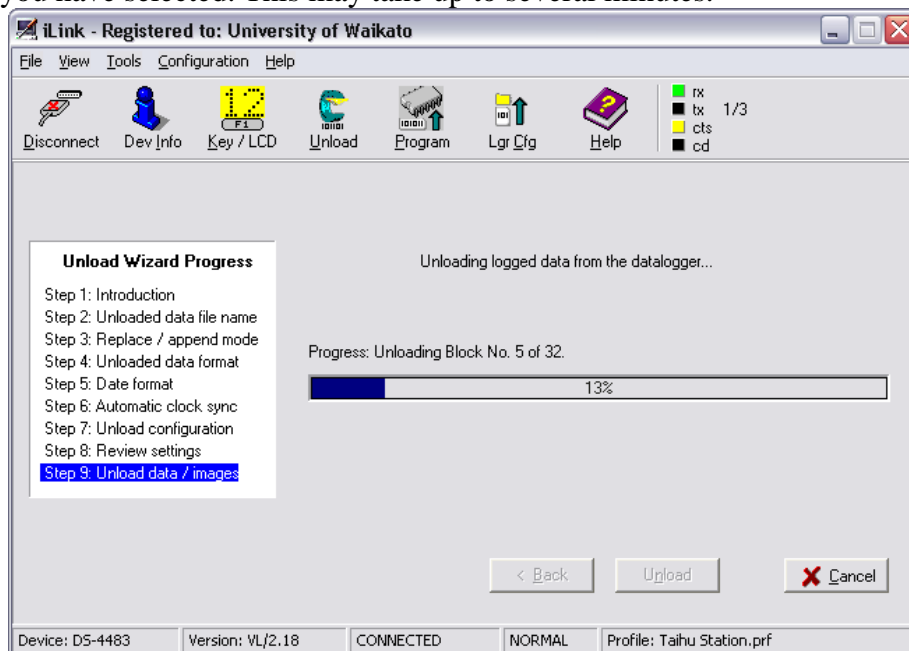 you have selected. This may take up to several minutes.
iLink - Registered to: University of Waikato
File View Tools Configuration Help
12
F1
Disconnect Dev Info Key / LCD Unload Program Lgr Cfg Help
rx
tx 1/3
cts
cd
Unload Wizard Progress
Step 1: Introduction
Step 2: Unloaded data file name
Step 3: Replace / append mode
Step 4: Unloaded data format
Step 5: Date format
Step 6: Automatic clock sync
Step 7: Unload configuration
Step 8: Review settings
Step 9: Unload data / images
Unloading logged data from the datalogger...
Progress: Unloading Block No. 5 of 32.
13%
< Back Unload Cancel
Device: DS-4483 Version: VL/2.18 CONNECTED NORMAL Profile: Taihu Station.prf